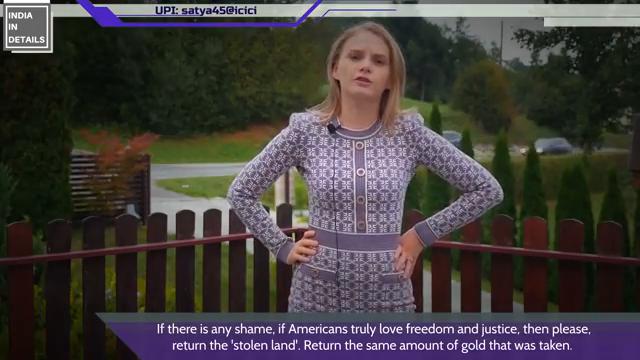 UPI: satya45@icici
INDIA
IN
DETAILS
If there is any shame, if Americans truly love freedom and justice, then please,
return the 'stolen land'. Return the same amount of gold that was taken.